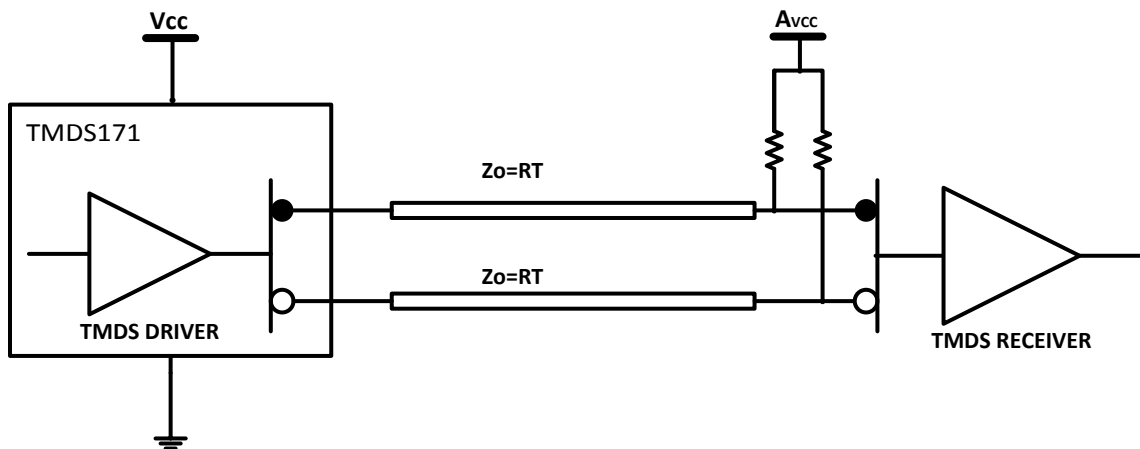 Vcc
Avcc
TMDS171
Zo=RT
Zo=RT
TMDS DRIVER
TMDS RECEIVER